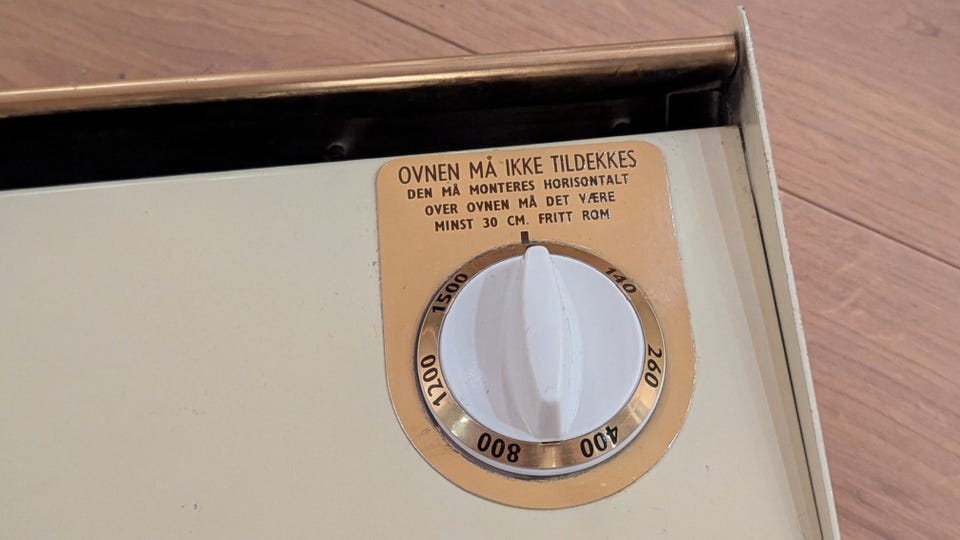 OVNEN MÅ IKKE TILDEKKES
DEN MÅ MONTERES HORISONTALT
OVER OVNEN MÅ DET VÆRE
MINST 30 CM. FRITT ROM
140
260
400
800
1200
1500